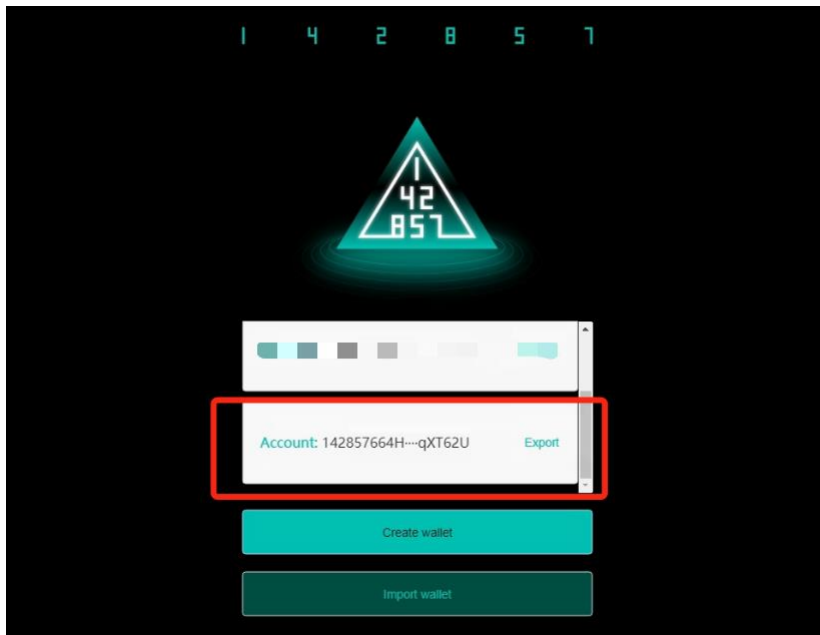 1 4 2 8 5 7
1
42
857
Account: 142857664H····qXT62U Export
Create wallet
Import wallet